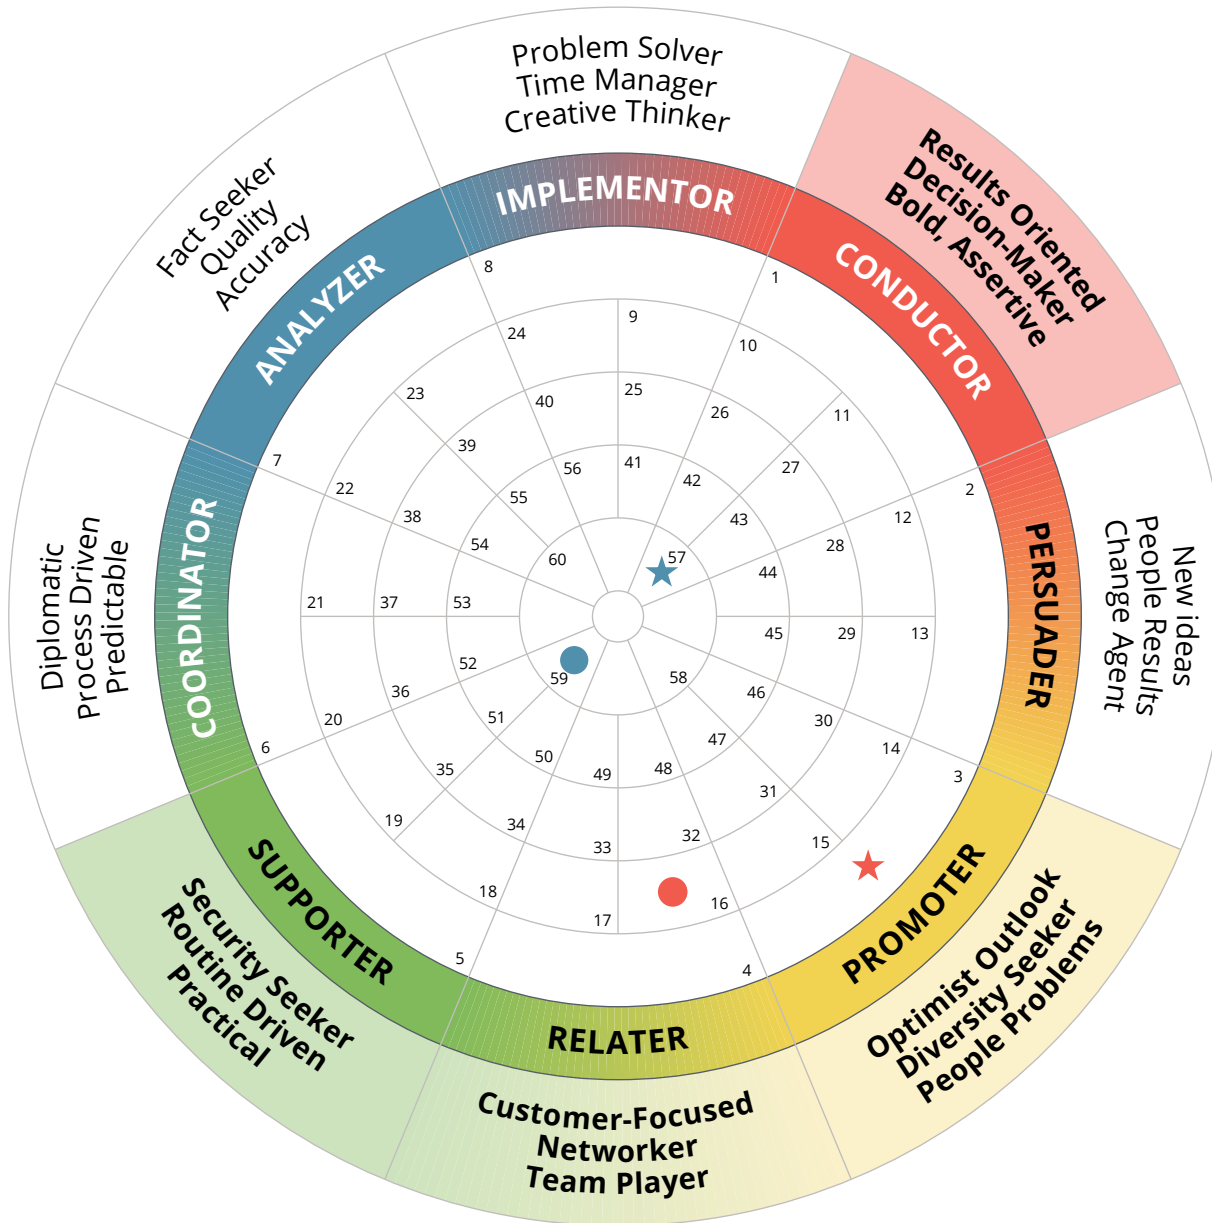 Problem Solver
Time Manager
Creative Thinker
Results Oriented
Decision-Maker
Bold, Assertive
New ideas
People Results
Change Agent
Optimist Outlook
Diversity Seeker
People Problems
Customer-Focused
Networker
Team Player
Security Seeker
Routine Driven
Practical
Diplomatic
Process Driven
Predictable
Fact Seeker
Quality
Accuracy
IMPLEMENTOR
CONDUCTOR
PERSUADER
PROMOTER
RELATER
SUPPORTER
COORDINATOR
ANALYZER
1
2
3
4
5
6
7
8
9
10
11
12
13
14
15
16
17
18
19
20
21
22
23
24
25
26
27
28
29
30
31
32
33
34
35
36
37
38
39
40
41
42
43
44
45
46
47
48
49
50
51
52
53
54
55
56
57
58
59
60